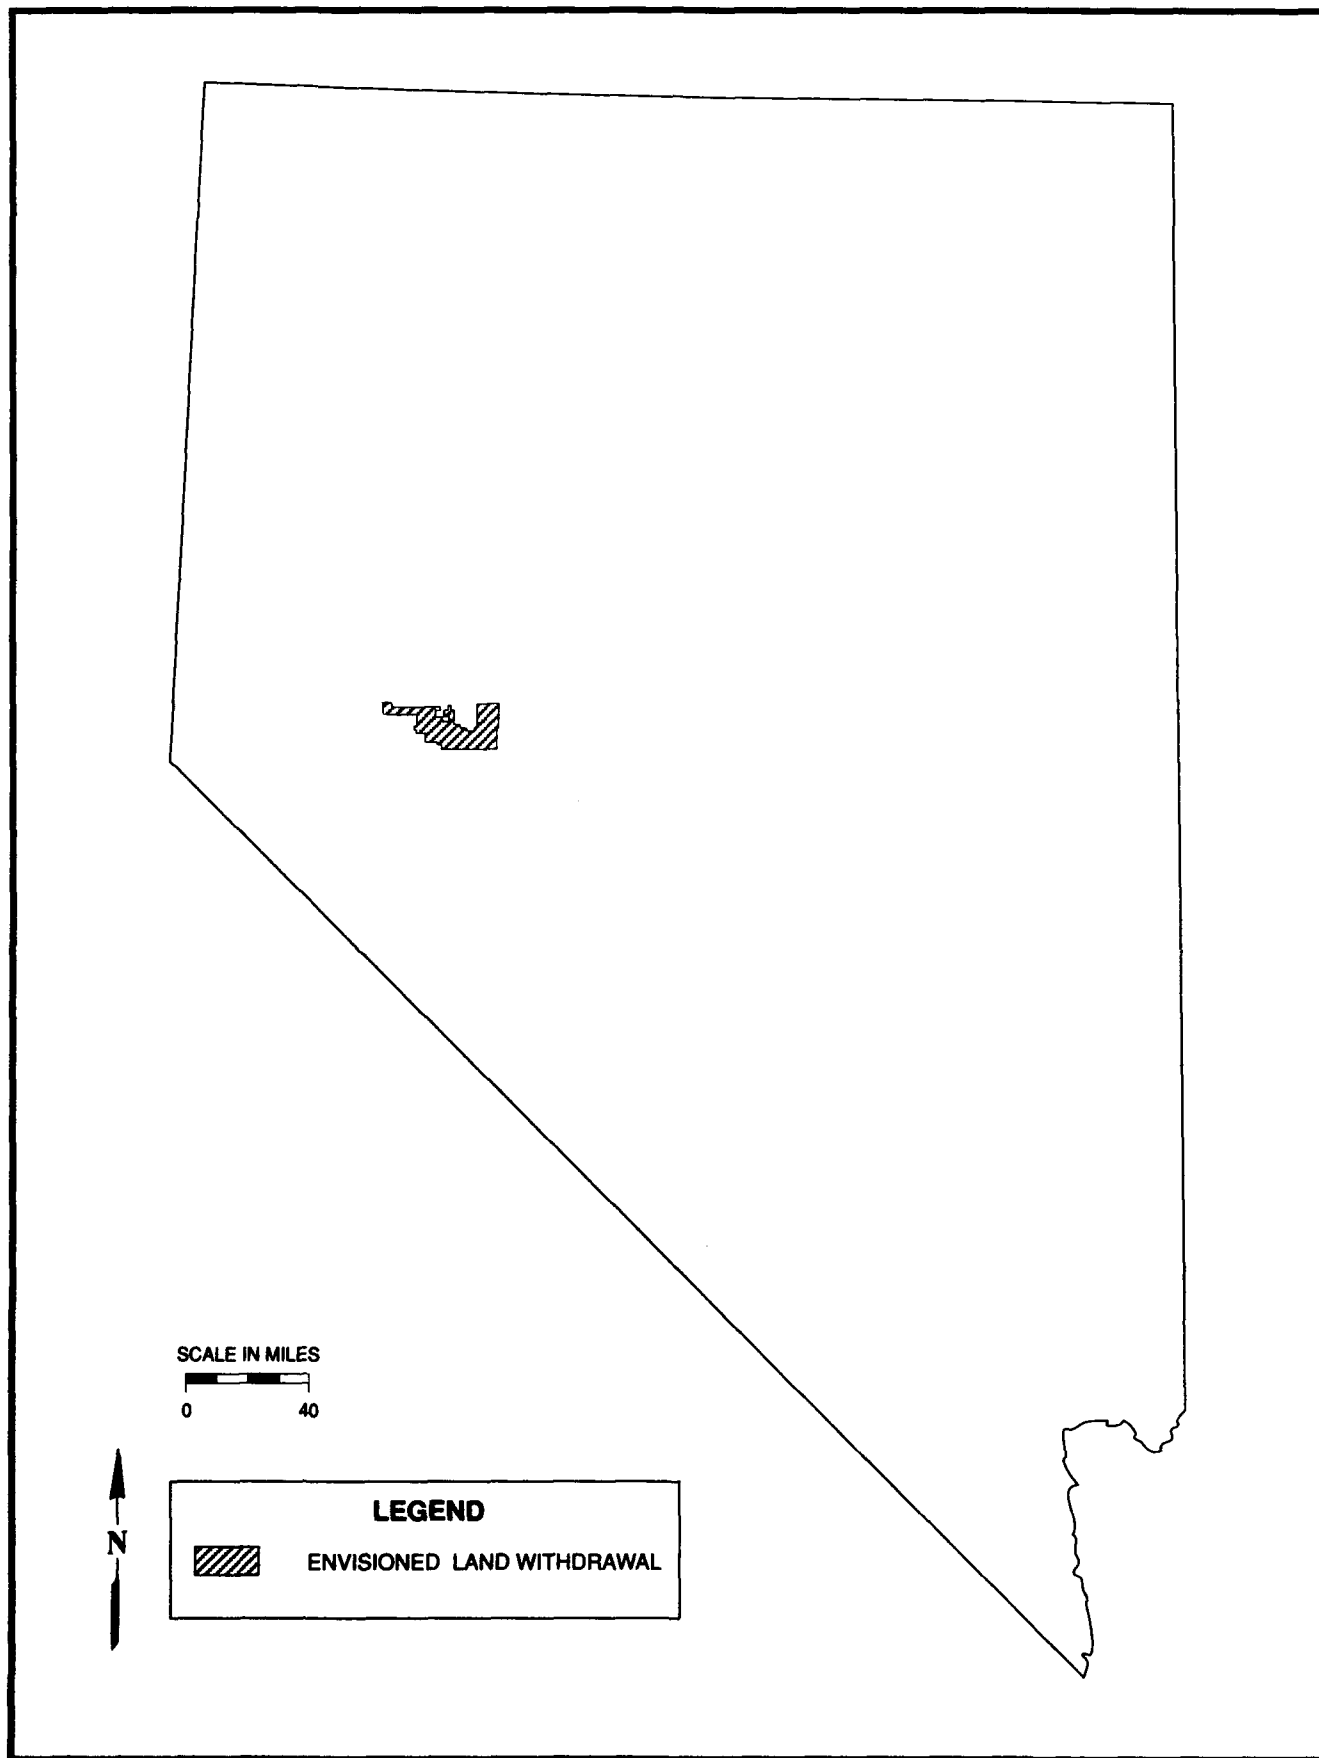 SCALE IN MILES
0 40
N
LEGEND
ENVISIONED LAND WITHDRAWAL